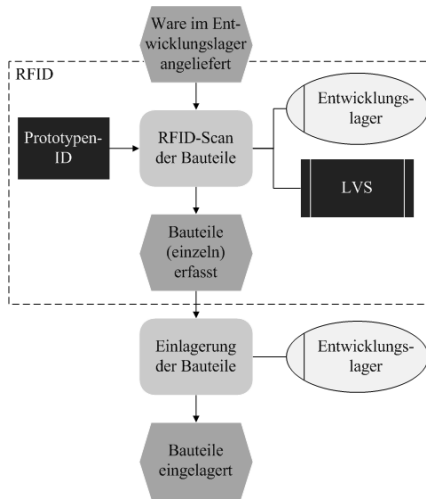 Ware im Ent-
wicklungslager
angeliefert
RFID
Prototypen-
ID
RFID-Scan
der Bauteile
Entwicklungs-
lager
LVS
Bauteile
(einzeln)
erfasst
Einlagerung
der Bauteile
Entwicklungs-
lager
Bauteile
eingelagert